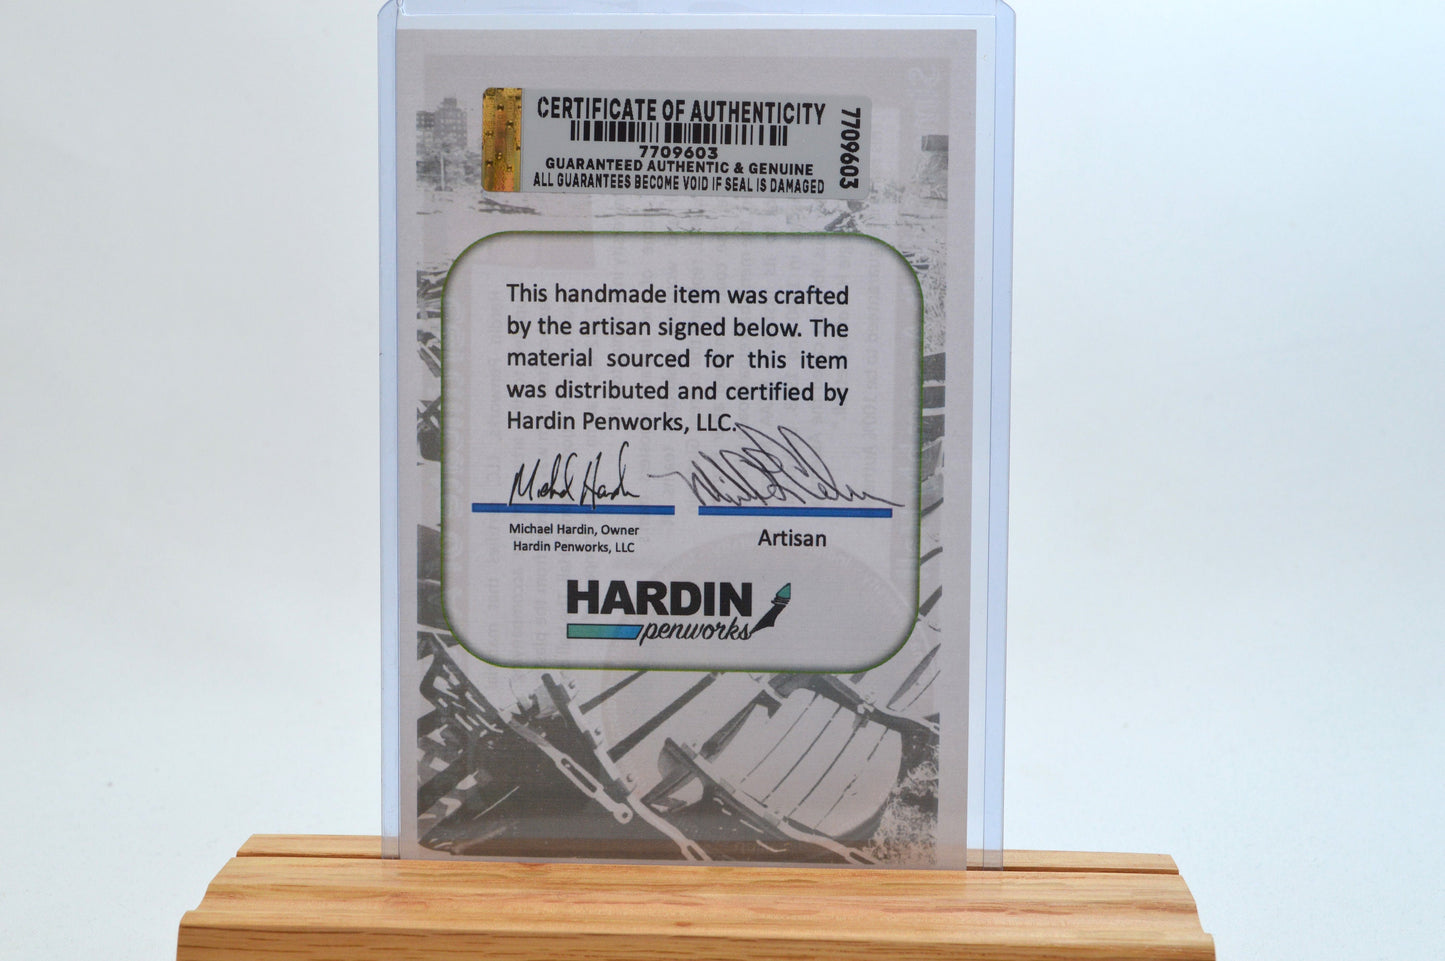 CERTIFICATE OF AUTHENTICITY
7709603
GUARANTEED AUTHENTIC & GENUINE
ALL GUARANTEES BECOME VOID IF SEAL IS DAMAGED
7709603
This handmade item was crafted
by the artisan signed below. The
material sourced for this item
was distributed and certified by
Hardin Penworks, LLC.
Michael Hardin
Michael Hardin, Owner
Hardin Penworks, LLC
Artisan
HARDIN
penworks